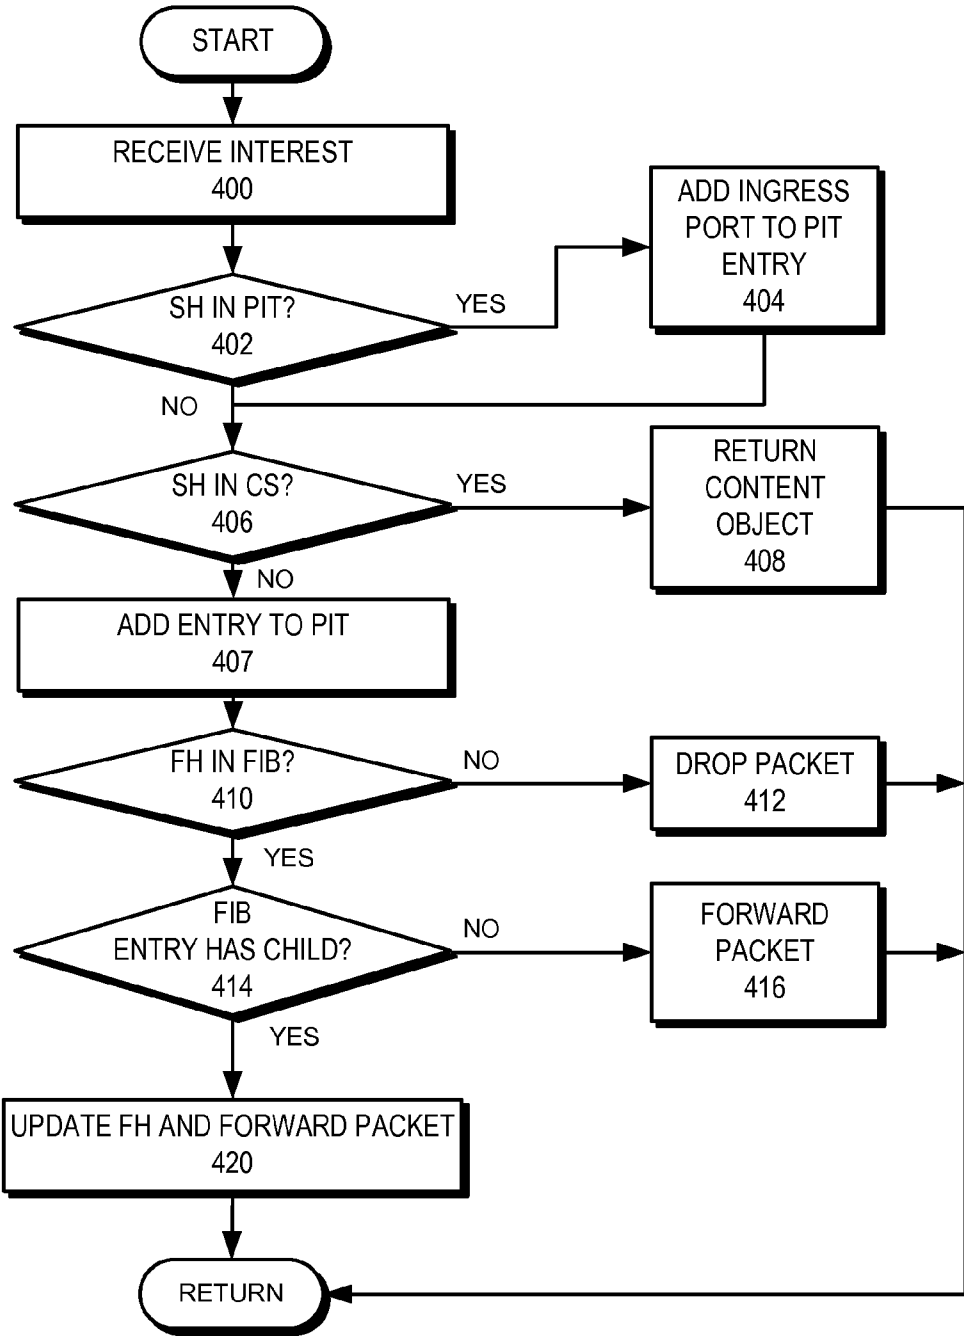 START
RECEIVE INTEREST
400
ADD INGRESS
PORT TO PIT
ENTRY
404
SH IN PIT?
402
YES
NO
SH IN CS?
406
YES
RETURN
CONTENT
OBJECT
408
NO
ADD ENTRY TO PIT
407
FH IN FIB?
410
NO
DROP PACKET
412
YES
FIB
ENTRY HAS CHILD?
414
NO
FORWARD
PACKET
416
YES
UPDATE FH AND FORWARD PACKET
420
RETURN